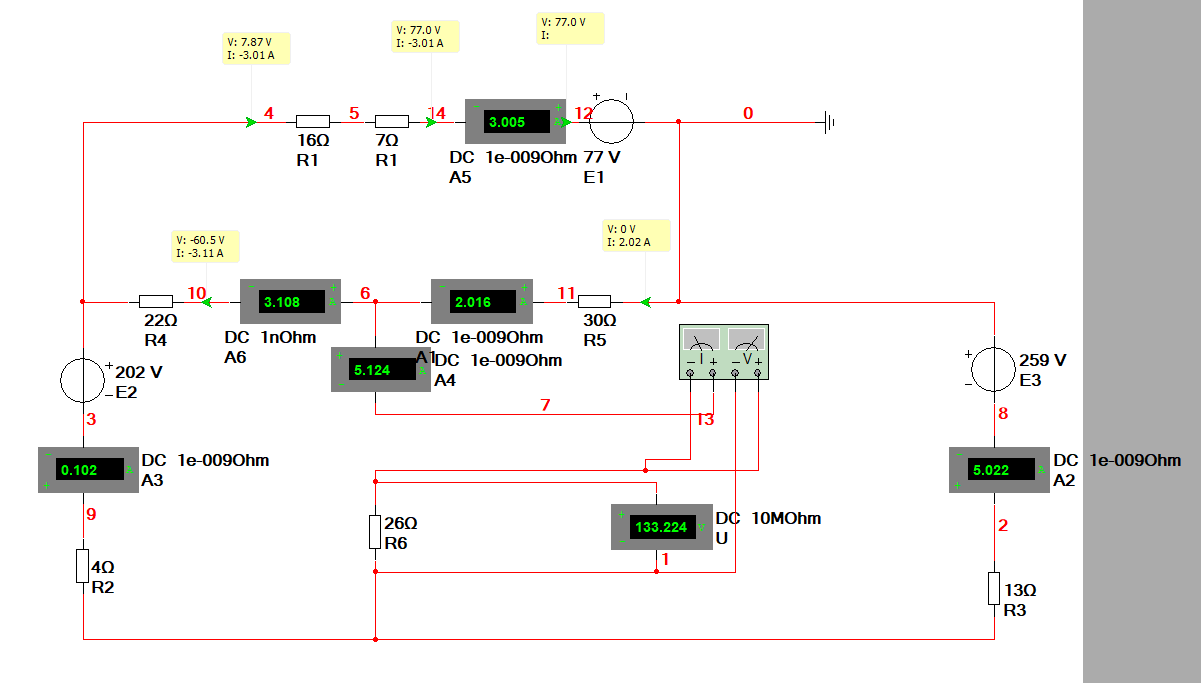 V: 77.0 V
I:
V: 77.0 V
I: -3.01 A
V: 7.87 V
I: -3.01 A
4
5
14
12
0
+ I
- + 3.005 A
16Ω
R1
7Ω
R1
DC 1e-009Ohm
A5
77 V
E1
V: 0 V
I: 2.02 A
V: -60.5 V
I: -3.11 A
10
6
11
- + 3.108 A
- + 2.016 A
22Ω
R4
DC 1nOhm
A6
DC 1e-009Ohm
A1
30Ω
R5
+ - 5.124 A
DC 1e-009Ohm
A4
I V
- + - +
+
-
202 V
E2
+
-
259 V
E3
3
7
13
8
- + 0.102 A
DC 1e-009Ohm
A3
- + 5.022 A
DC 1e-009Ohm
A2
9
26Ω
R6
+ - 133.224 V
DC 10MOhm
U
2
1
4Ω
R2
13Ω
R3